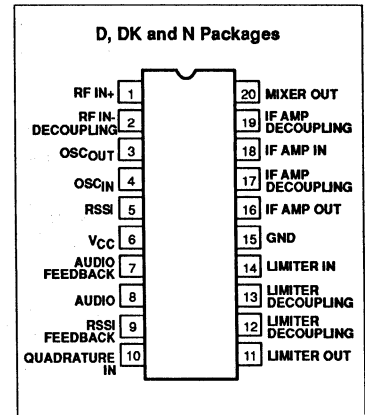 D, DK and N Packages
RF IN+ 1
RF IN-
DECOUPLING 2
OSCOUT 3
OSCIN 4
RSSI 5
VCC 6
AUDIO
FEEDBACK 7
AUDIO 8
RSSI
FEEDBACK 9
QUADRATURE
IN 10
20 MIXER OUT
19 IF AMP
DECOUPLING
18 IF AMP IN
17 IF AMP
DECOUPLING
16 IF AMP OUT
15 GND
14 LIMITER IN
13 LIMITER
DECOUPLING
12 LIMITER
DECOUPLING
11 LIMITER OUT